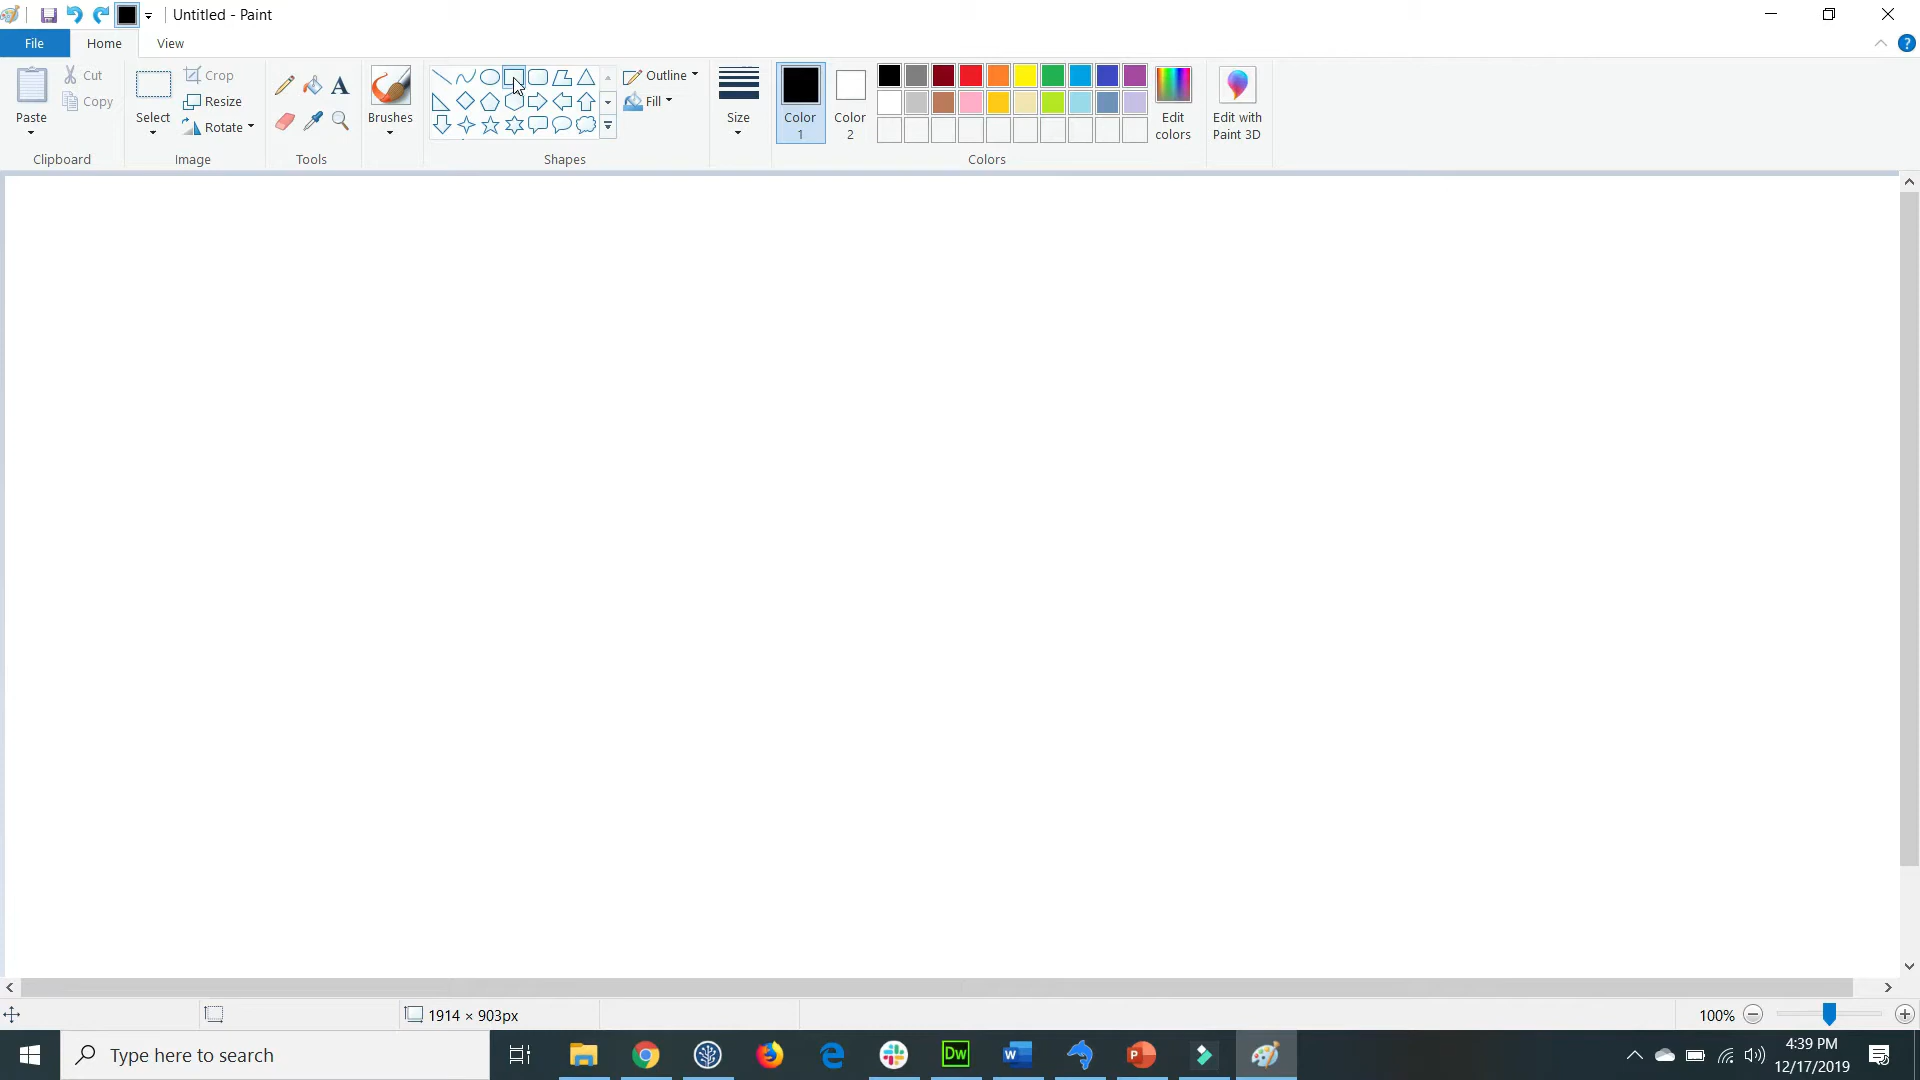 Untitled - Paint
File Home View
Cut
Copy
Paste
Clipboard
Crop
Resize
Rotate
Select
Image
A
Tools
Brushes
Outline
Fill
Shapes
Size
Color 1
Color 2
Colors
Edit colors
Edit with Paint 3D
?
1914 × 903px
100%
Type here to search
Dw
W
P
4:39 PM
12/17/2019